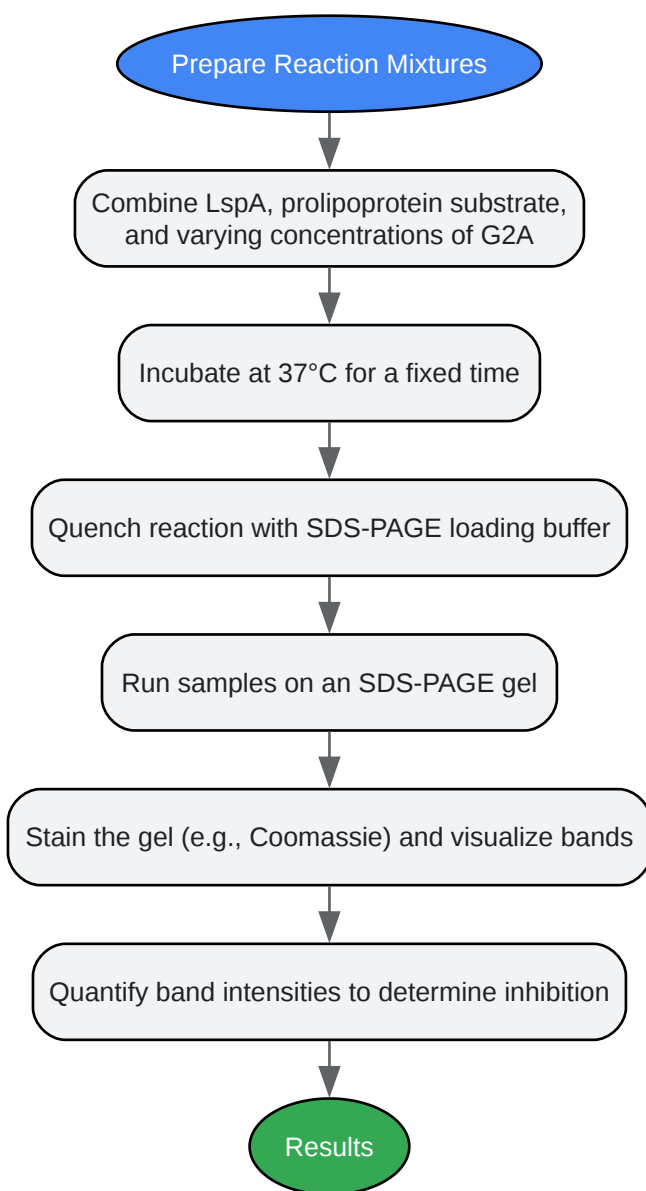 Prepare Reaction Mixtures
Combine LspA, prolipoprotein substrate,
and varying concentrations of G2A
Incubate at 37°C for a fixed time
Quench reaction with SDS-PAGE loading buffer
Run samples on an SDS-PAGE gel
Stain the gel (e.g., Coomassie) and visualize bands
Quantify band intensities to determine inhibition
Results